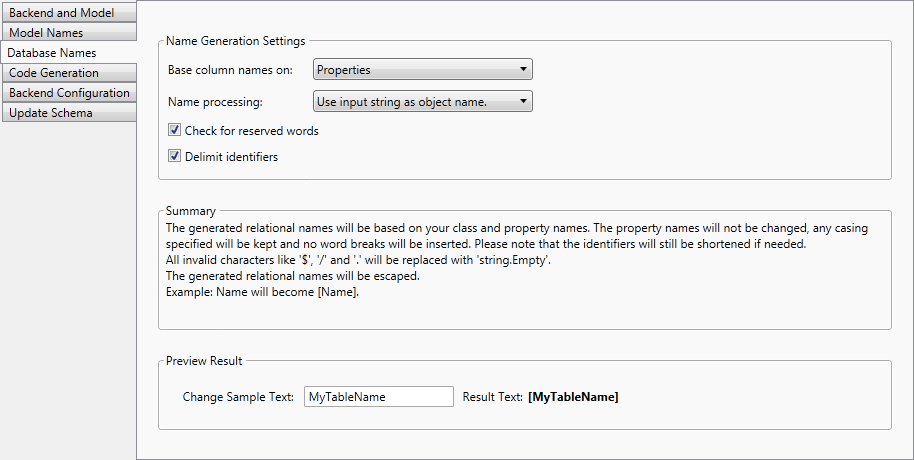 Backend and Model
Model Names
Database Names
Code Generation
Backend Configuration
Update Schema
Name Generation Settings
Base column names on: Properties
Name processing: Use input string as object name.
Check for reserved words
Delimit identifiers
Summary
The generated relational names will be based on your class and property names. The property names will not be changed, any casing
specified will be kept and no word breaks will be inserted. Please note that the identifiers will still be shortened if needed.
All invalid characters like '$', '/' and '.' will be replaced with 'string.Empty'.
The generated relational names will be escaped.
Example: Name will become [Name].
Preview Result
Change Sample Text: MyTableName Result Text: [MyTableName]